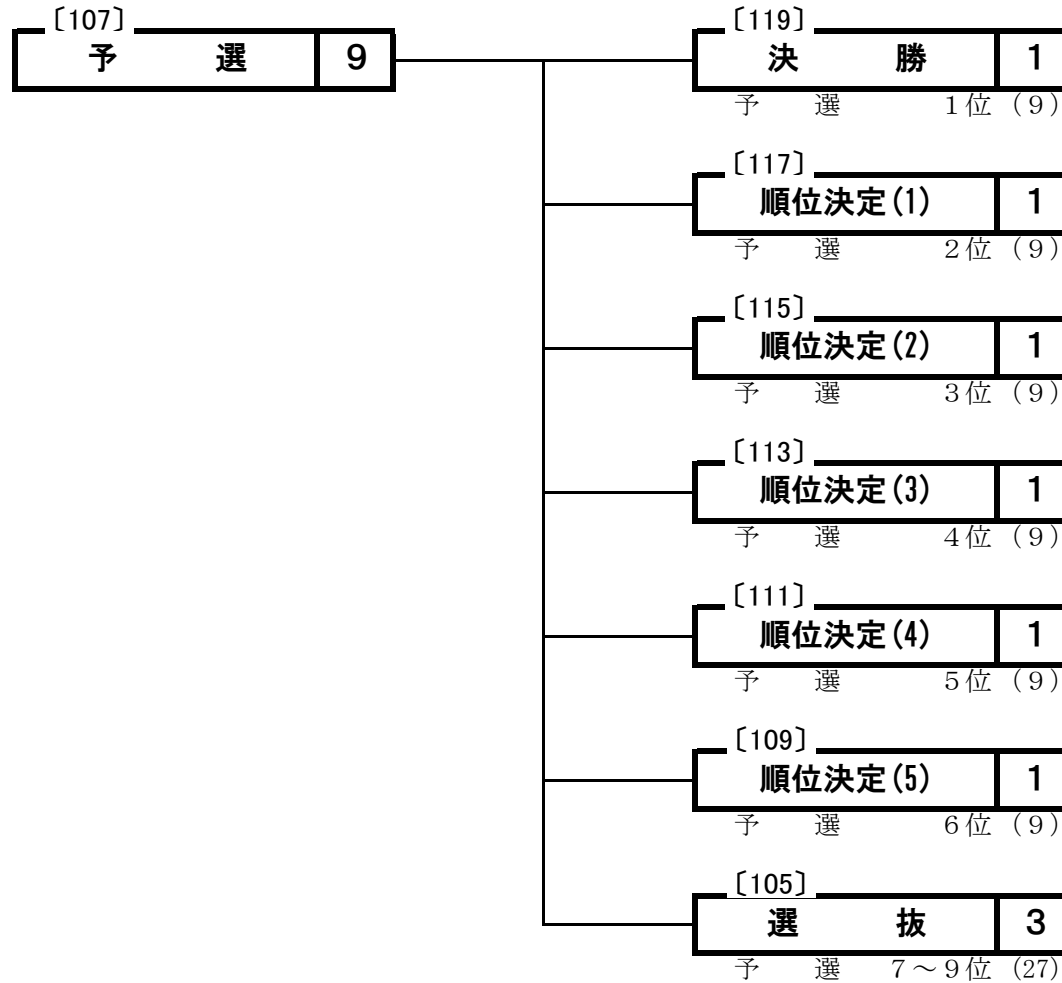 〔107〕
予　選　9
〔119〕
決　勝　1
予　選　１位（9）
〔117〕
順位決定(1)　1
予　選　２位（9）
〔115〕
順位決定(2)　1
予　選　３位（9）
〔113〕
順位決定(3)　1
予　選　４位（9）
〔111〕
順位決定(4)　1
予　選　５位（9）
〔109〕
順位決定(5)　1
予　選　６位（9）
〔105〕
選　抜　3
予　選　７～９位 (27)